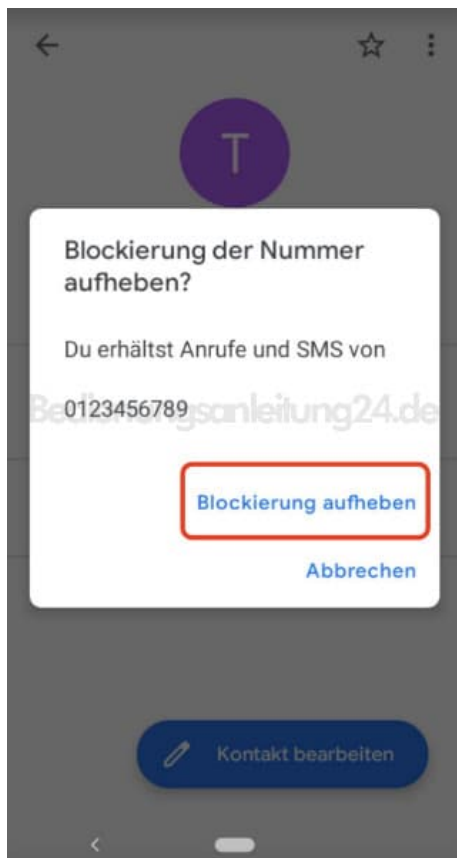 T
Blockierung der Nummer
aufheben?
Du erhältst Anrufe und SMS von
Bedienungsanleitung24.de
0123456789
Blockierung aufheben
Abbrechen
Kontakt bearbeiten